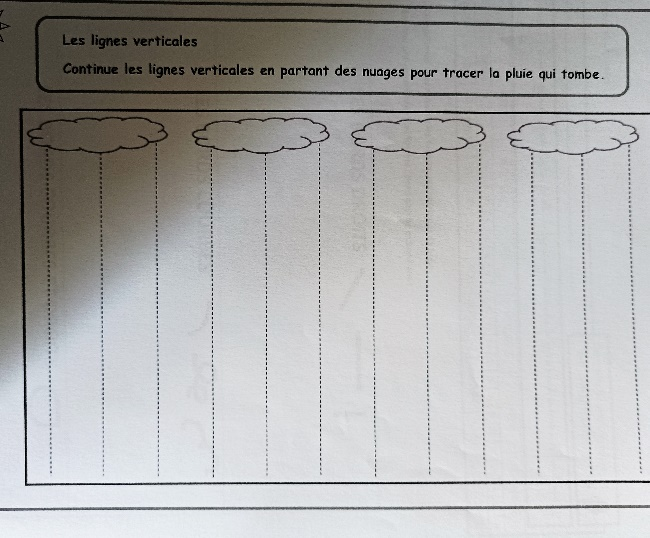 Les lignes verticales
Continue les lignes verticales en partant des nuages pour tracer la pluie qui tombe.